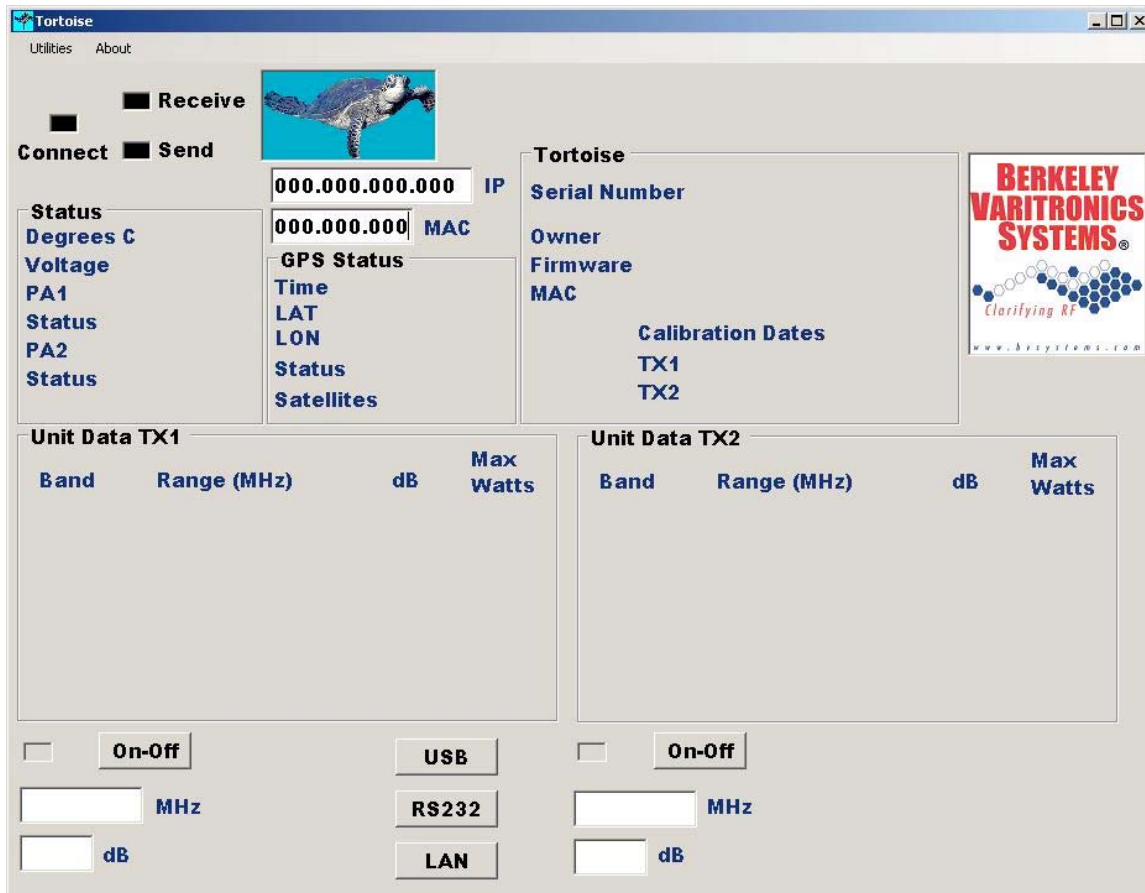 Tortoise
Utilities About
Receive
Connect
Send
000.000.000.000 IP
000.000.000 MAC
Status
Degrees C
Voltage
PA1
Status
PA2
Status
GPS Status
Time
LAT
LON
Status
Satellites
Tortoise
Serial Number
Owner
Firmware
MAC
Calibration Dates
TX1
TX2
BERKELEY
VARITRONICS
SYSTEMS®
Clarifying RF
www.bvsystems.com
Unit Data TX1
Band Range (MHz) dB Max Watts
Unit Data TX2
Band Range (MHz) dB Max Watts
On-Off
MHz
dB
USB
RS232
LAN
On-Off
MHz
dB